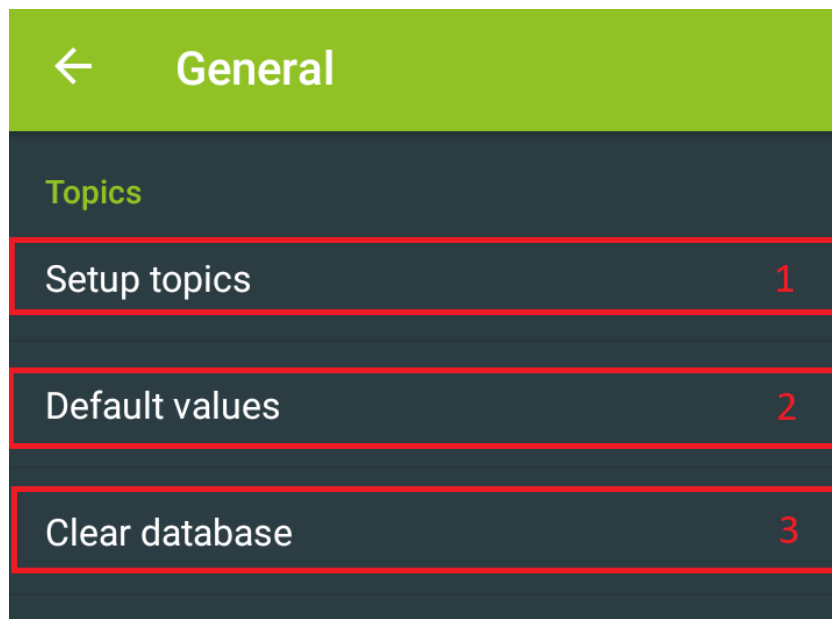 General
Topics
Setup topics 1
Default values 2
Clear database 3